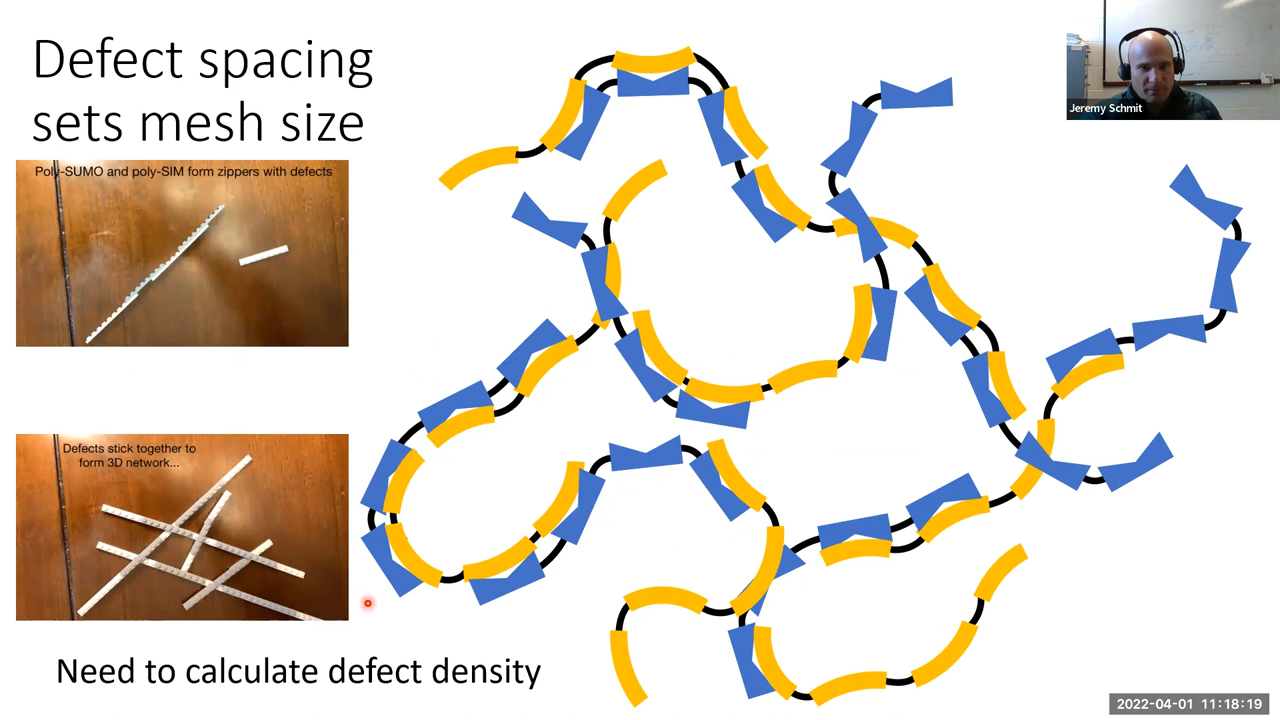 Defect spacing
sets mesh size
Poly-SUMO and poly-SIM form zippers with defects
Defects stick together to
form 3D network...
Need to calculate defect density
Jeremy Schmit
2022-04-01 11:18:19